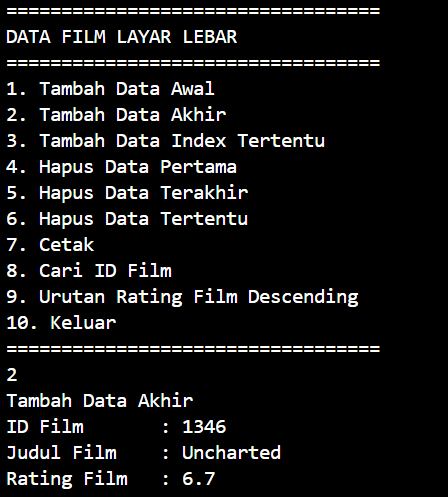 ==================================
DATA FILM LAYAR LEBAR
==================================
1. Tambah Data Awal
2. Tambah Data Akhir
3. Tambah Data Index Tertentu
4. Hapus Data Pertama
5. Hapus Data Terakhir
6. Hapus Data Tertentu
7. Cetak
8. Cari ID Film
9. Urutan Rating Film Descending
10. Keluar
==================================
2
Tambah Data Akhir
ID Film       : 1346
Judul Film    : Uncharted
Rating Film   : 6.7